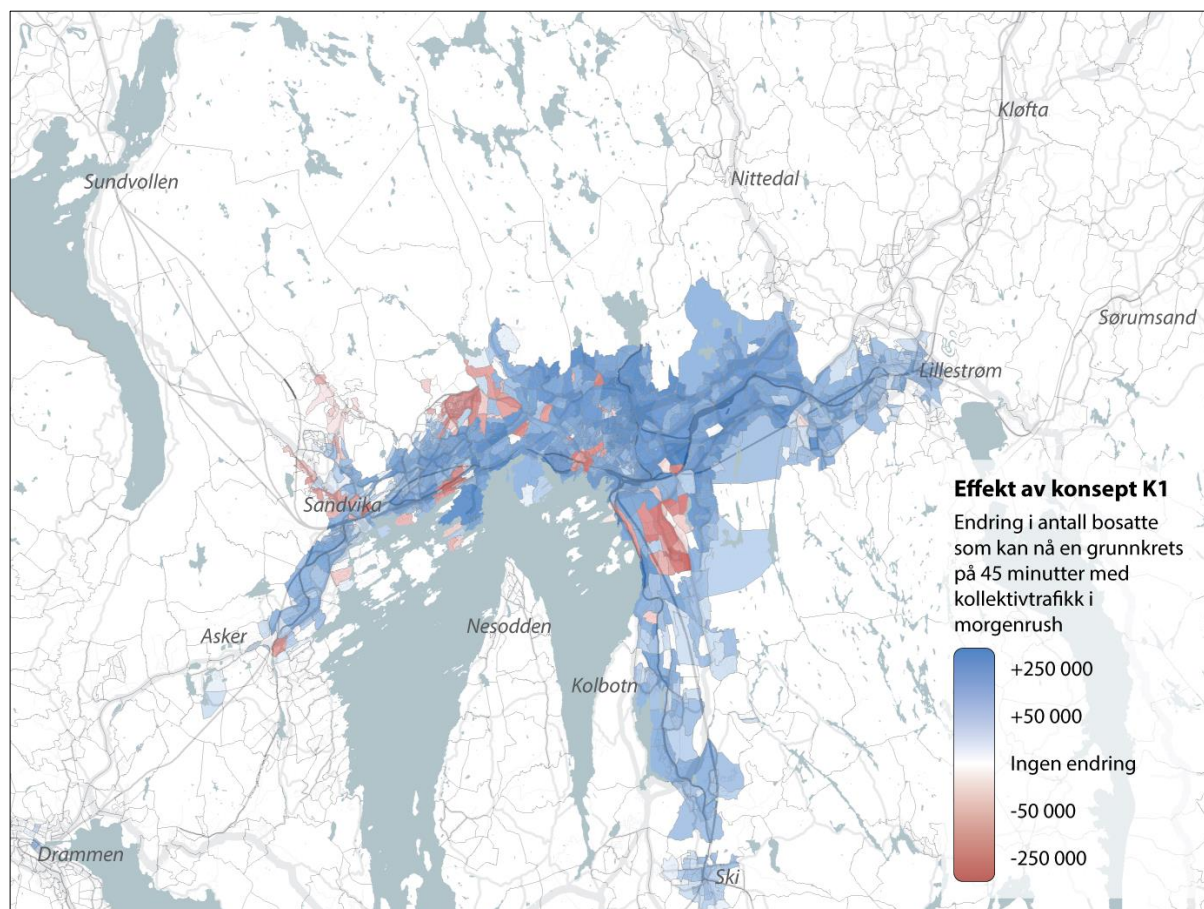 Kløfta
Sundvollen
Nittedal
Sørumsand
Lillestrøm
Sandvika
Effekt av konsept K1
Endring i antall bosatte
som kan nå en grunnkrets
på 45 minutter med
kollektivtrafikk i
morgenrush
Asker
Nesodden
Kolbotn
+250 000
+50 000
Ingen endring
-50 000
-250 000
Drammen
Ski